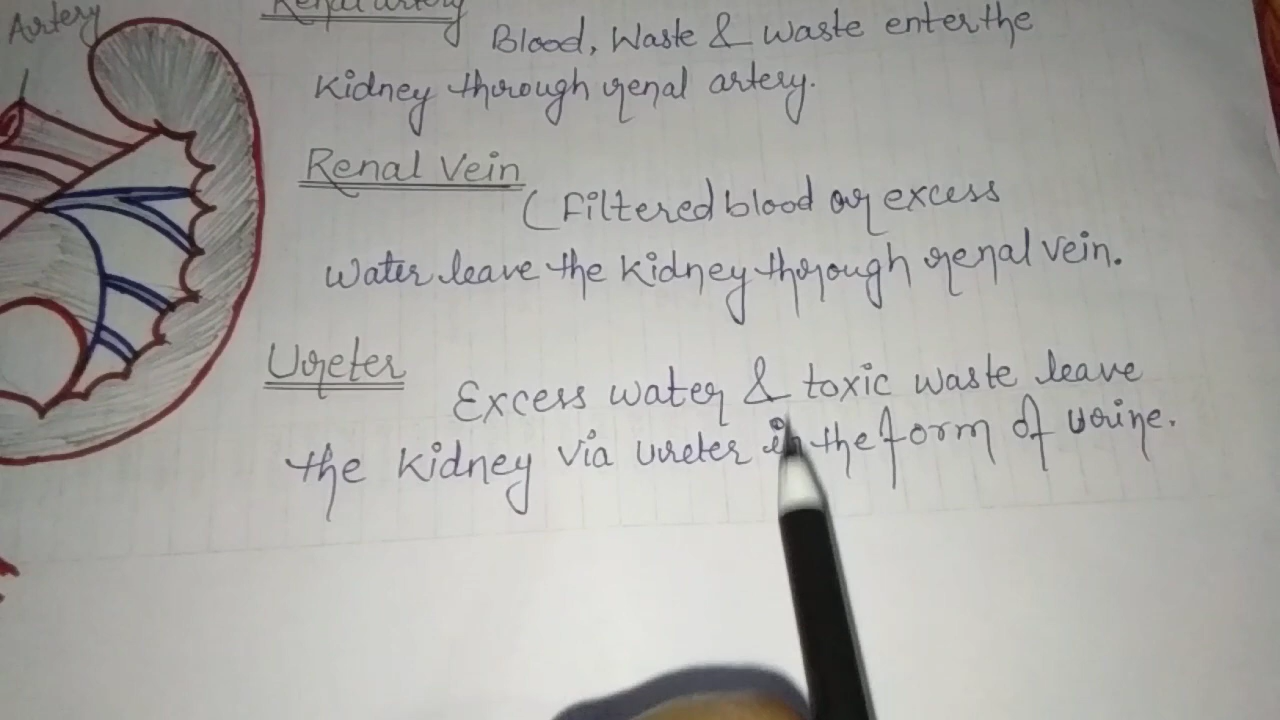 Artery
Renal artery
Blood, Waste & Waste enter the
Kidney through renal artery.
Renal Vein
(Filtered blood or excess
Water leave the kidney through renal vein.
Ureter
Excess water & toxic waste leave
the kidney via ureter in the form of urine.